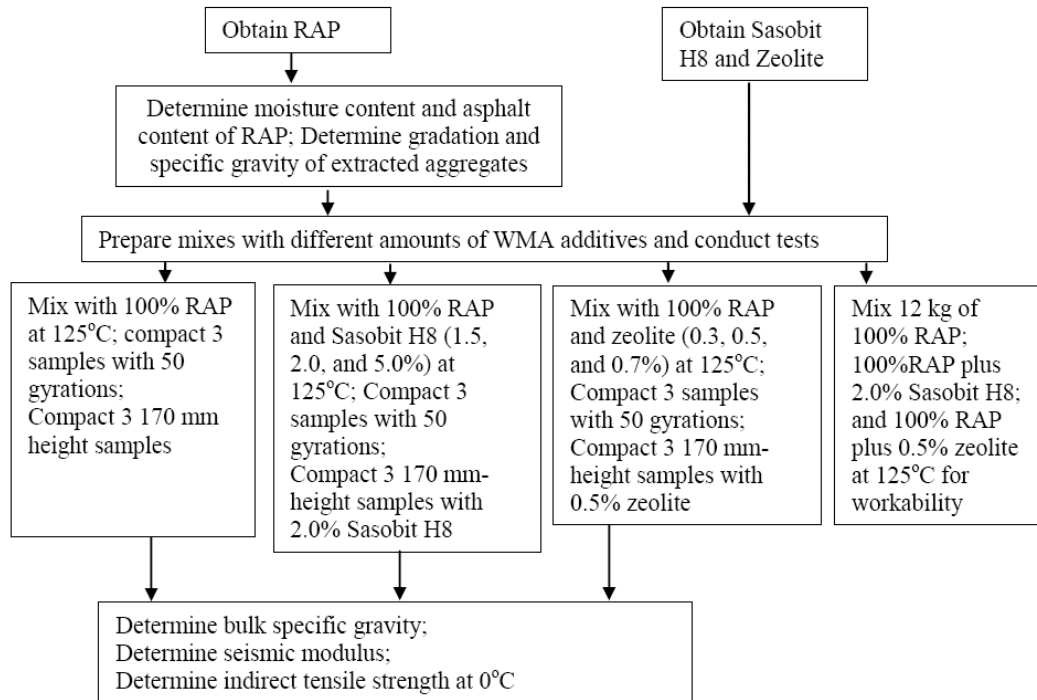 Obtain RAP
Obtain Sasobit
H8 and Zeolite
Determine moisture content and asphalt
content of RAP; Determine gradation and
specific gravity of extracted aggregates
Prepare mixes with different amounts of WMA additives and conduct tests
Mix with 100% RAP
at 125°C; compact 3
samples with 50
gyrations;
Compact 3 170 mm
height samples
Mix with 100% RAP
and Sasobit H8 (1.5,
2.0, and 5.0%) at
125°C; Compact 3
samples with 50
gyrations;
Compact 3 170 mm-
height samples with
2.0% Sasobit H8
Mix with 100% RAP
and zeolite (0.3, 0.5,
and 0.7%) at 125°C;
Compact 3 samples
with 50 gyrations;
Compact 3 170 mm-
height samples with
0.5% zeolite
Mix 12 kg of
100% RAP;
100%RAP plus
2.0% Sasobit H8;
and 100% RAP
plus 0.5% zeolite
at 125°C for
workability
Determine bulk specific gravity;
Determine seismic modulus;
Determine indirect tensile strength at 0°C